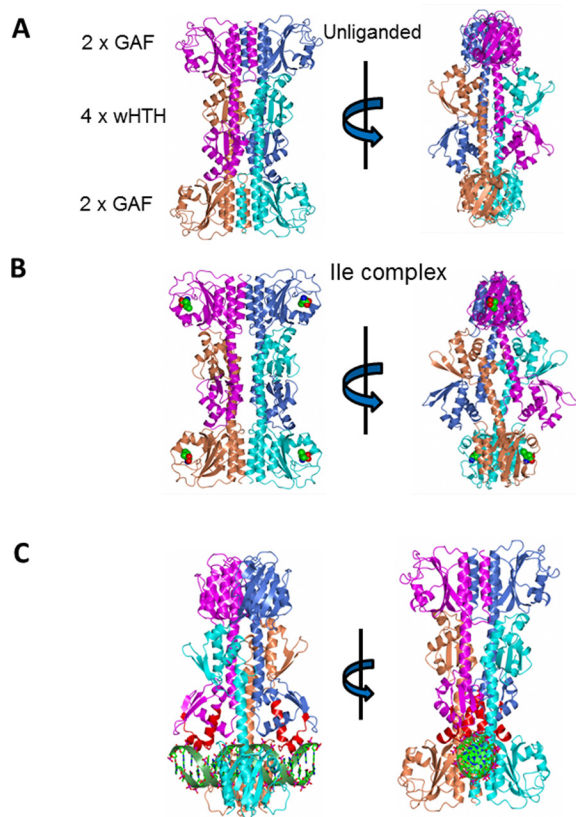 A
2 x GAF
Unliganded
4 x wHTH
2 x GAF
B
Ile complex
C